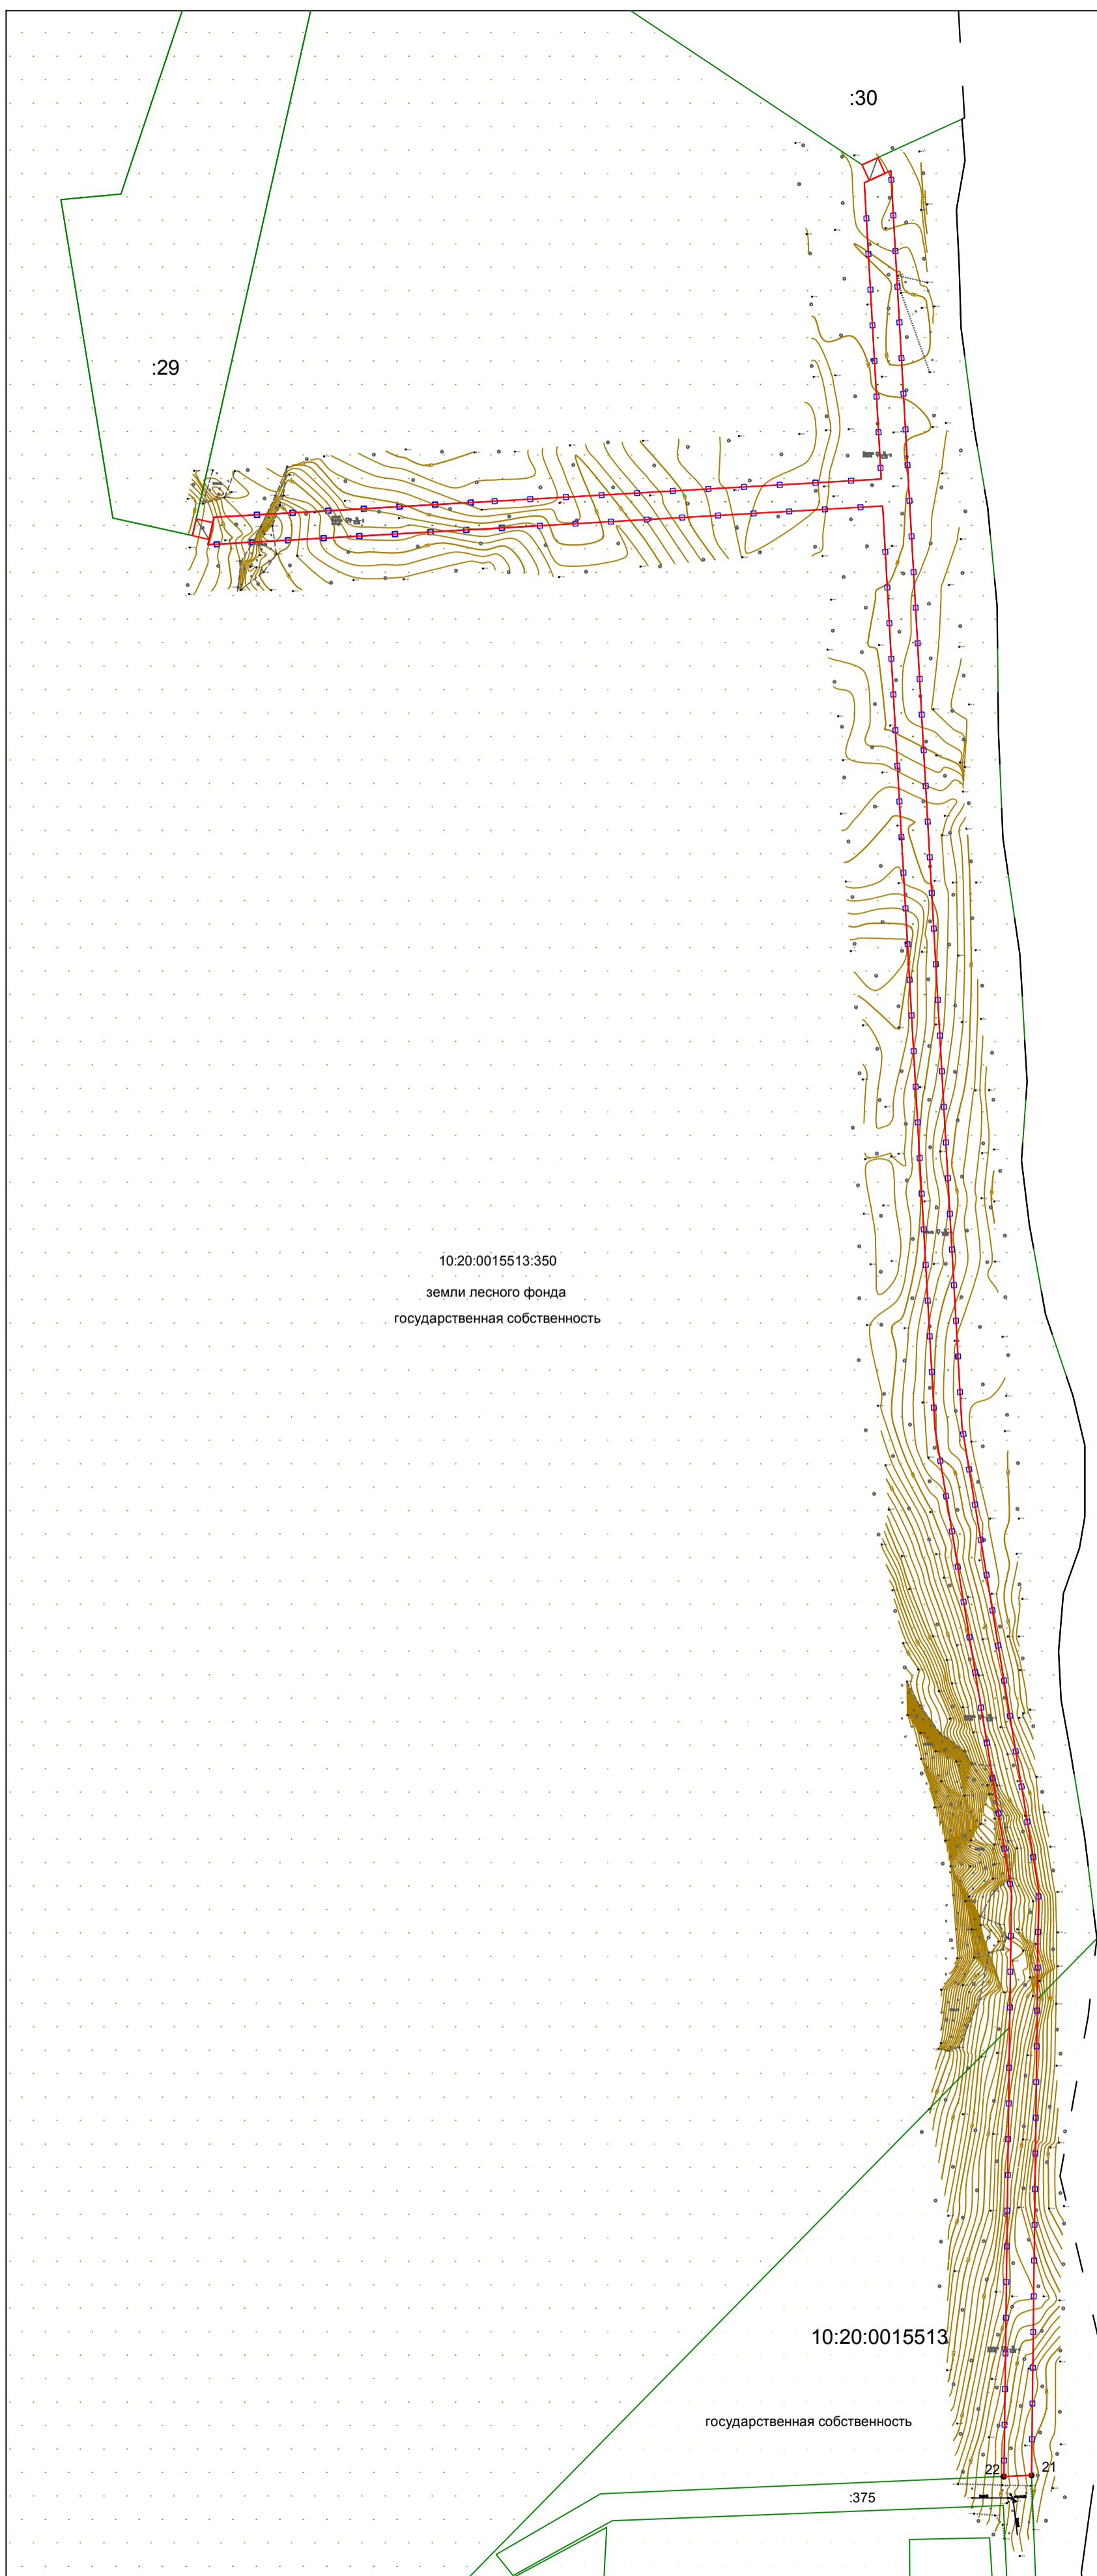 :30
:29
10:20:0015513:350
земли лесного фонда
государственная собственность
10:20:0015513
государственная собственность
22
21
:375